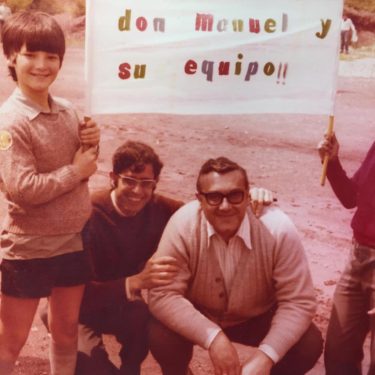 don Manuel y
su equipo!!